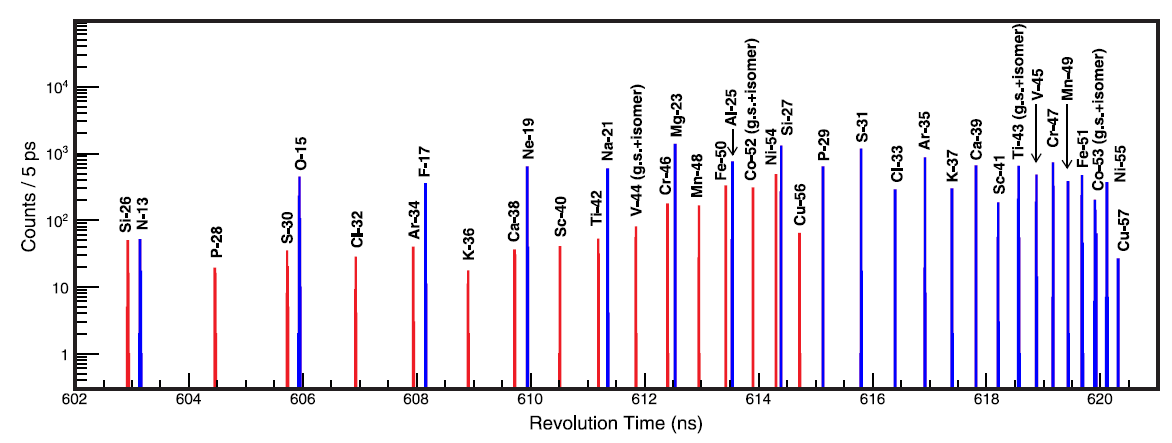 Counts / 5 ps
10⁴
10³
10²
10
1
Si-26
N-13
P-28
S-30
O-15
Cl-32
Ar-34
F-17
K-36
Ca-38
Ne-19
Sc-40
Ti-42
Na-21
V-44 (g.s.+isomer)
Cr-46
Mg-23
Mn-48
Fe-50
Al-25
Co-52 (g.s.+isomer)
Ni-54
Si-27
Cu-56
P-29
S-31
Cl-33
Ar-35
K-37
Ca-39
Sc-41
Ti-43 (g.s.+isomer)
V-45
Cr-47
Mn-49
Fe-51
Co-53 (g.s.+isomer)
Ni-55
Cu-57
602 604 606 608 610 612 614 616 618 620
Revolution Time (ns)